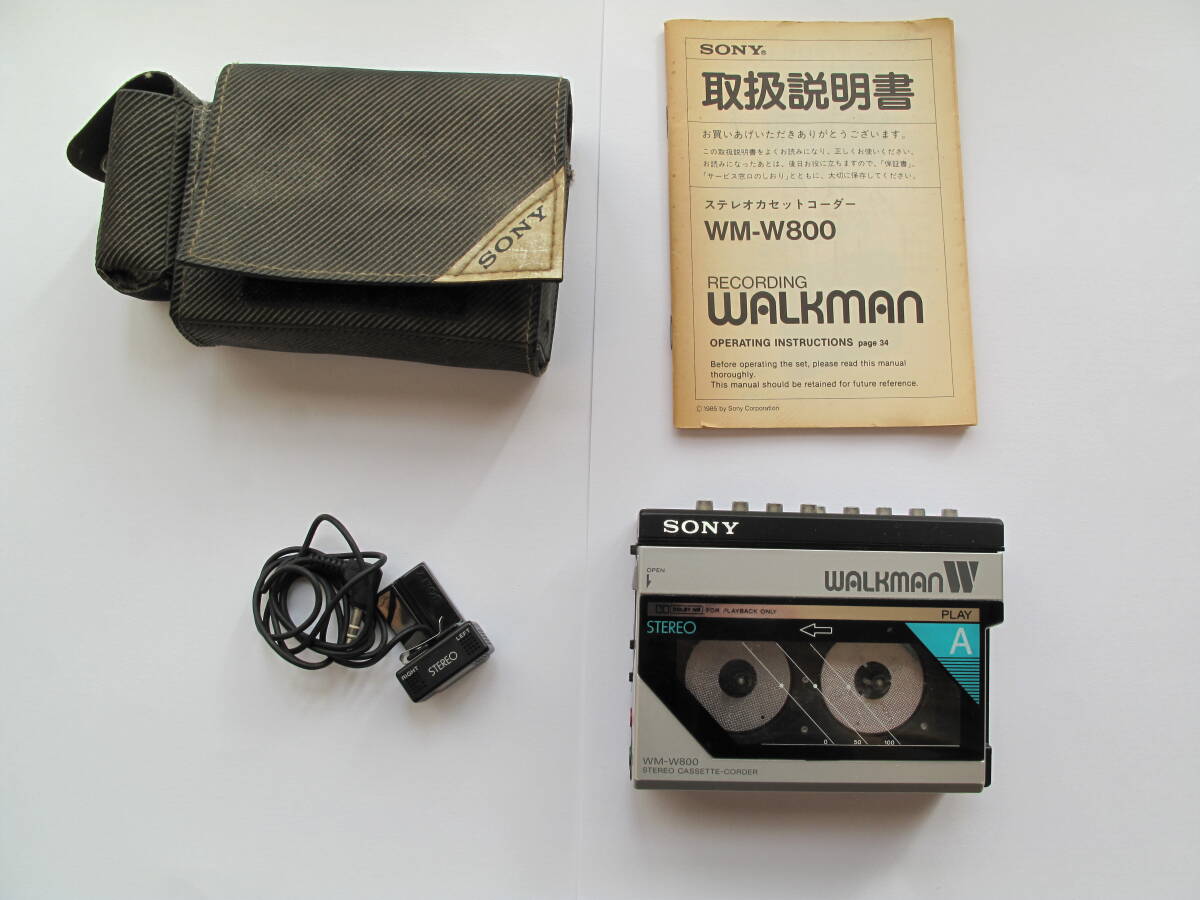 SONY
SONY®
取扱説明書
お買いあげいただきありがとうございます。
この取扱説明書をよくお読みになり、正しくお使いください。
お読みになったあとは、後日お役に立ちますので、「保証書」、
「サービス窓口のしおり」とともに、大切に保存してください。
ステレオカセットコーダー
WM-W800
RECORDING
WALKMAN
OPERATING INSTRUCTIONS page 34
Before operating the set, please read this manual
thoroughly.
This manual should be retained for future reference.
© 1985 by Sony Corporation
RIGHT
STEREO
LEFT
SONY
OPEN
WALKMAN W
DOLBY NR FOR PLAYBACK ONLY
PLAY
STEREO
A
0 50 100
WM-W800
STEREO CASSETTE-CORDER